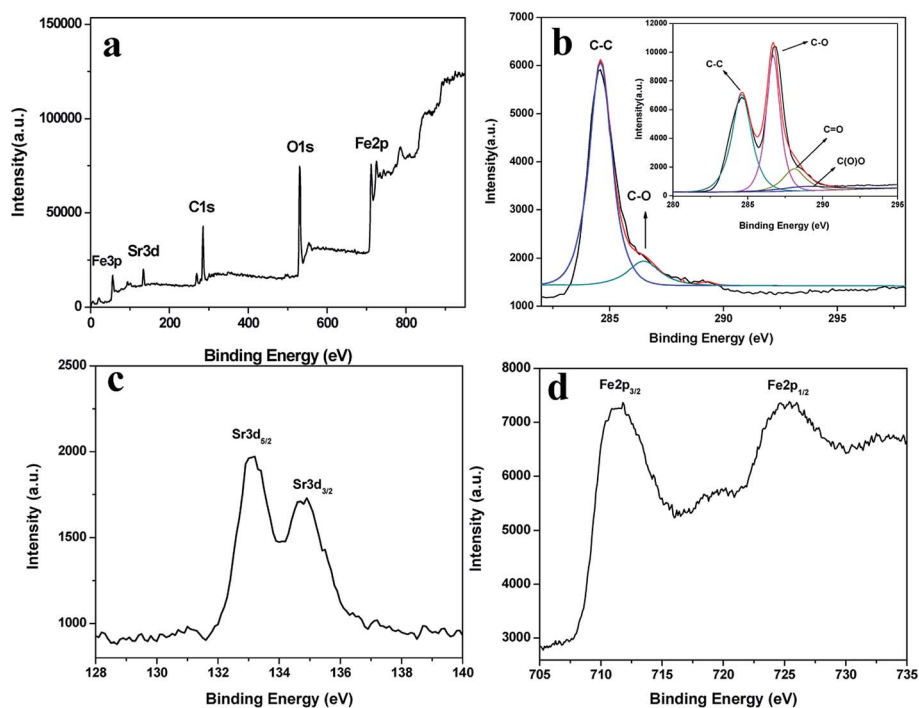 a
150000
100000
50000
0
Intensity(a.u.)
Fe3p
Sr3d
C1s
O1s
Fe2p
0 200 400 600 800
Binding Energy (eV)
b
7000
6000
5000
4000
3000
2000
1000
Intensity(a.u.)
C-C
C-O
285 290 295
Binding Energy (eV)
12000
10000
8000
6000
4000
2000
0
Intensity(a.u.)
C-C
C-O
C=O
C(O)O
280 285 290 295
Binding Energy (eV)
c
2500
2000
1500
1000
Intensity (a.u.)
Sr3d5/2
Sr3d3/2
128 130 132 134 136 138 140
Binding Energy (eV)
d
8000
7000
6000
5000
4000
3000
Intensity (a.u.)
Fe2p3/2
Fe2p1/2
705 710 715 720 725 730 735
Binding Energy (eV)